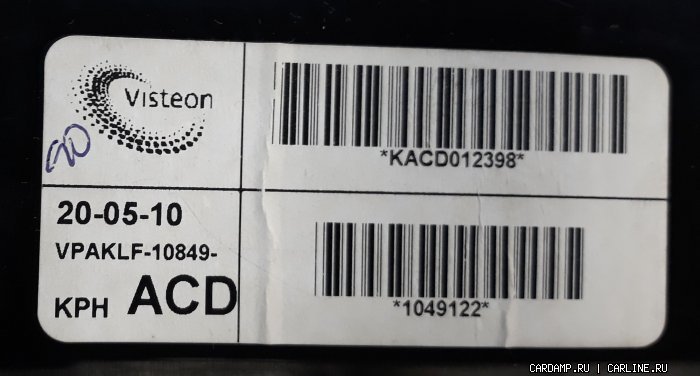 Visteon
*KACD012398*
20-05-10
VPAKLF-10849-
KPH ACD
*1049122*
CARDAMP.RU | CARLINE.RU